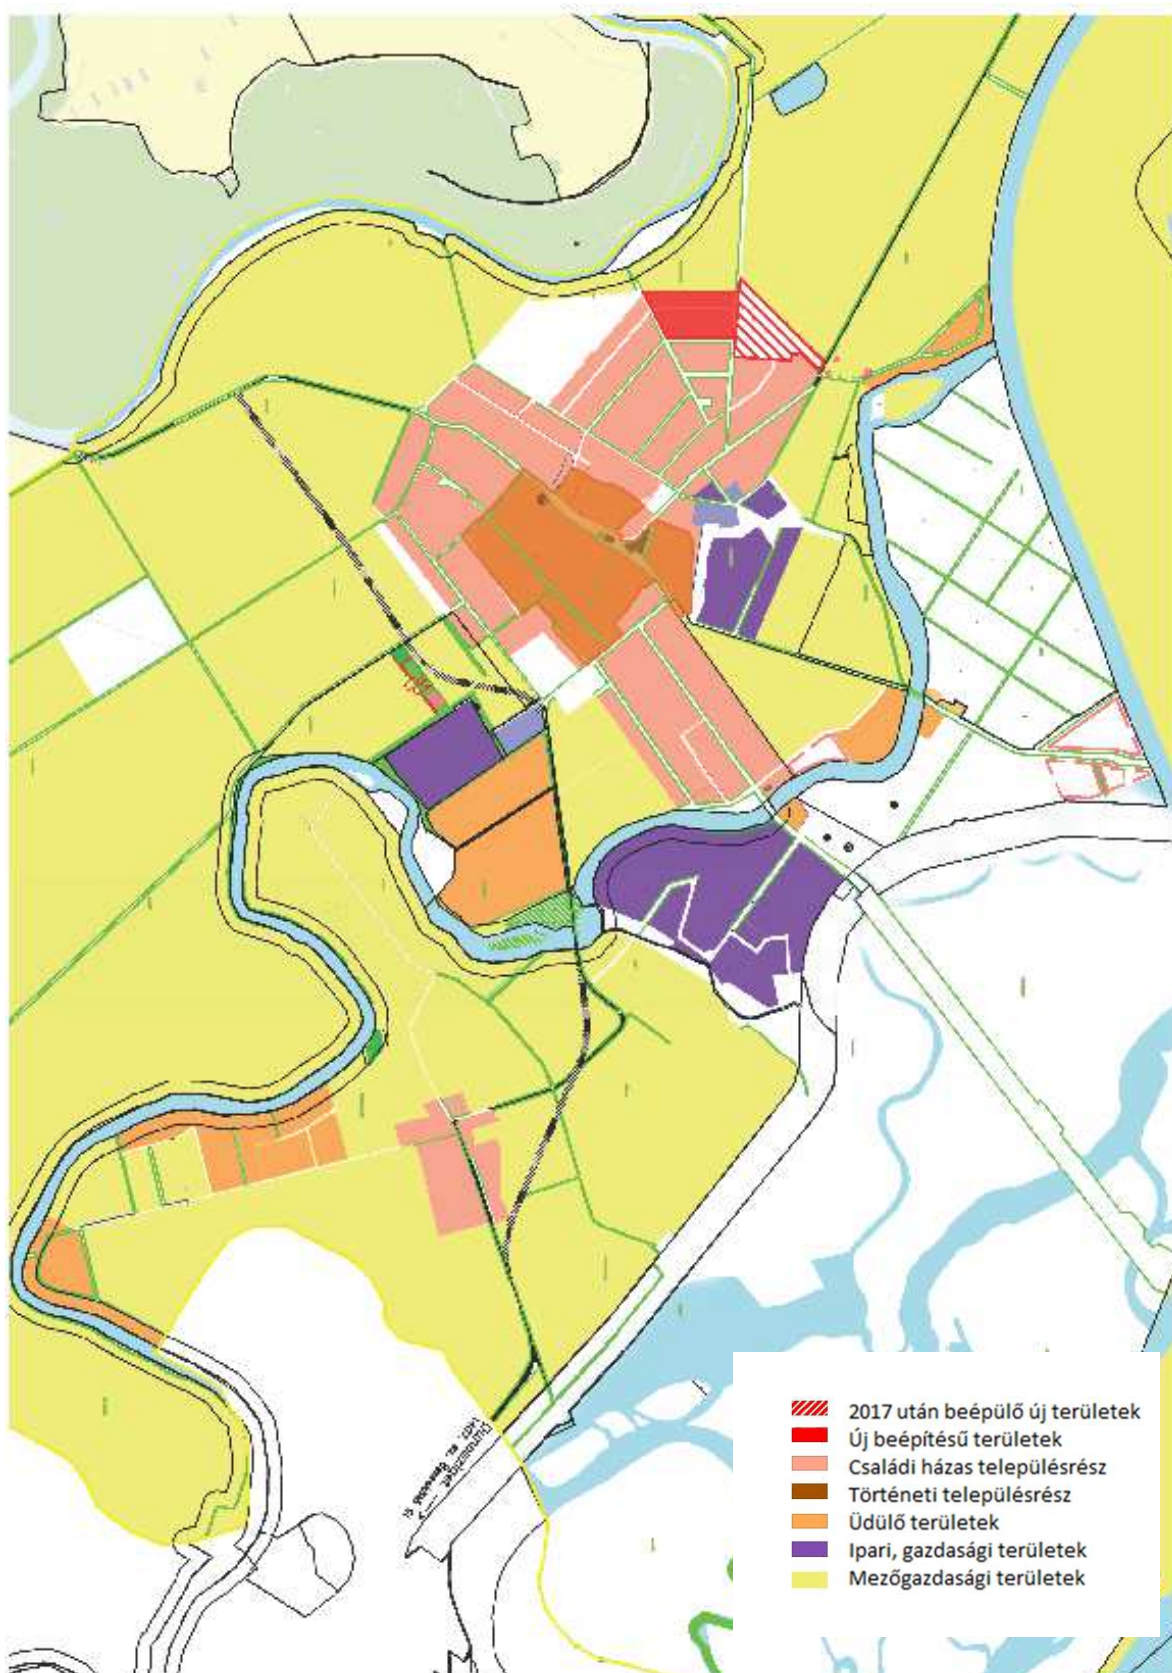 2017 után beépülő új területek
Új beépítésű területek
Családi házas településrész
Történeti településrész
Üdülő területek
Ipari, gazdasági területek
Mezőgazdasági területek